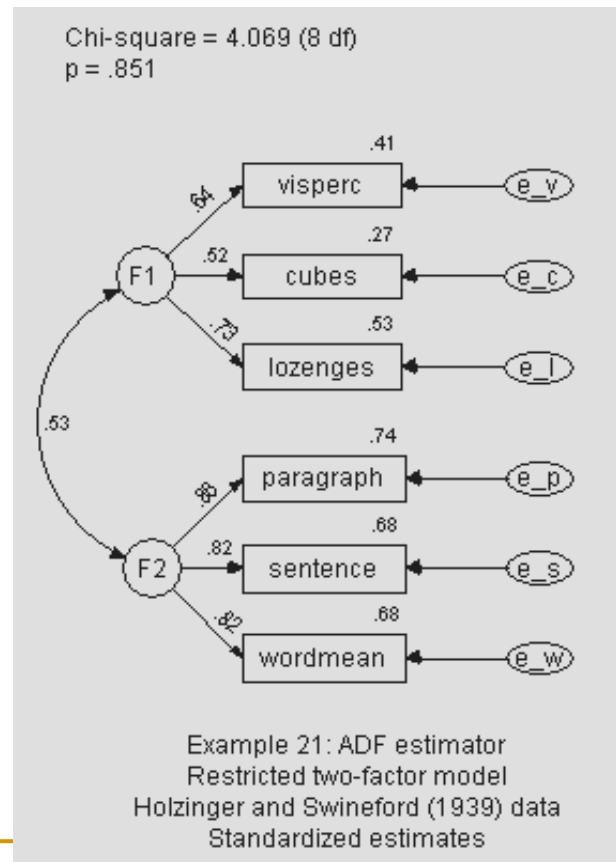 Chi-square = 4.069 (8 df)
p = .851
.41
.64
visperc
e_v
.27
.52
F1
cubes
e_c
.53
.73
lozenges
e_l
.53
.74
paragraph
e_p
.68
.82
F2
sentence
e_s
.68
.82
wordmean
e_w
Example 21: ADF estimator
Restricted two-factor model
Holzinger and Swineford (1939) data
Standardized estimates